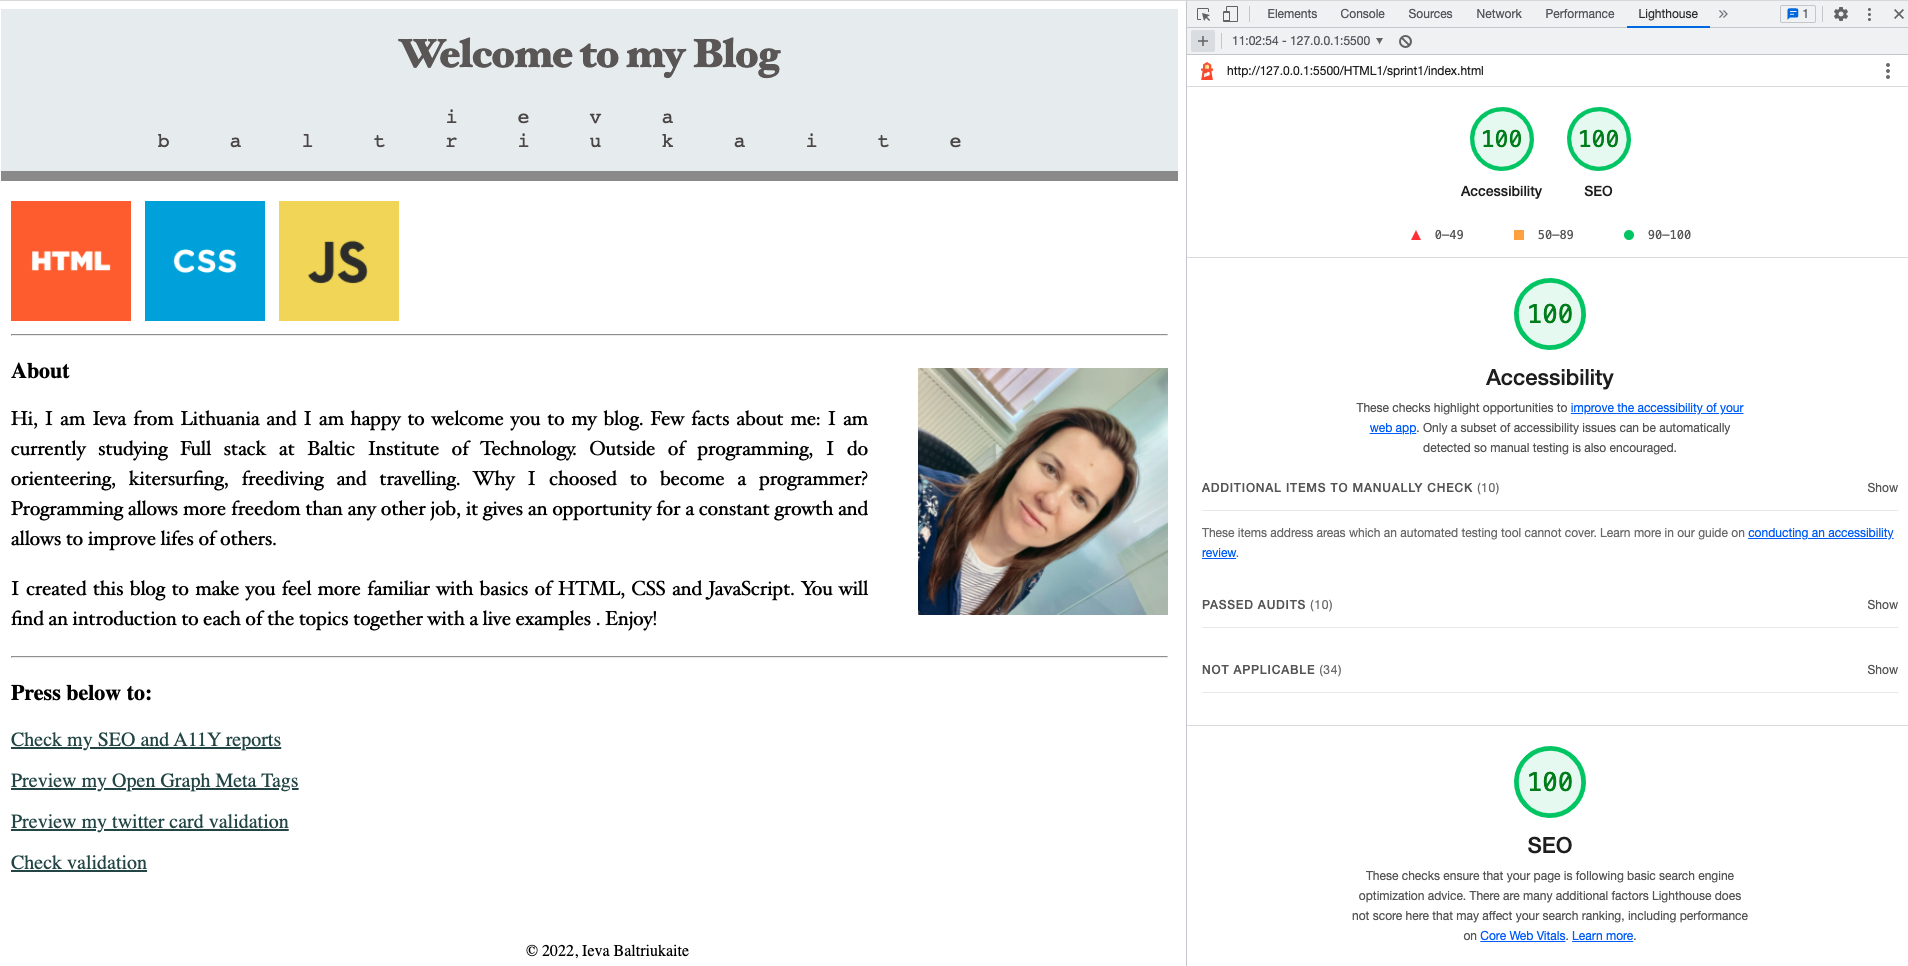 Welcome to my Blog
i e v a
b a l t r i u k a i t e
HTML
CSS
JS
About
Hi, I am Ieva from Lithuania and I am happy to welcome you to my blog. Few facts about me: I am
currently studying Full stack at Baltic Institute of Technology. Outside of programming, I do
orienteering, kitersurfing, freediving and travelling. Why I choosed to become a programmer?
Programming allows more freedom than any other job, it gives an opportunity for a constant growth and
allows to improve lifes of others.
I created this blog to make you feel more familiar with basics of HTML, CSS and JavaScript. You will
find an introduction to each of the topics together with a live examples . Enjoy!
Press below to:
Check my SEO and A11Y reports
Preview my Open Graph Meta Tags
Preview my twitter card validation
Check validation
© 2022, Ieva Baltriukaite
Elements Console Sources Network Performance Lighthouse » 1
11:02:54 - 127.0.0.1:5500
http://127.0.0.1:5500/HTML1/sprint1/index.html
100 100
Accessibility SEO
0–49 50–89 90–100
100
Accessibility
These checks highlight opportunities to improve the accessibility of your
web app. Only a subset of accessibility issues can be automatically
detected so manual testing is also encouraged.
ADDITIONAL ITEMS TO MANUALLY CHECK (10) Show
These items address areas which an automated testing tool cannot cover. Learn more in our guide on conducting an accessibility
review.
PASSED AUDITS (10) Show
NOT APPLICABLE (34) Show
100
SEO
These checks ensure that your page is following basic search engine
optimization advice. There are many additional factors Lighthouse does
not score here that may affect your search ranking, including performance
on Core Web Vitals. Learn more.